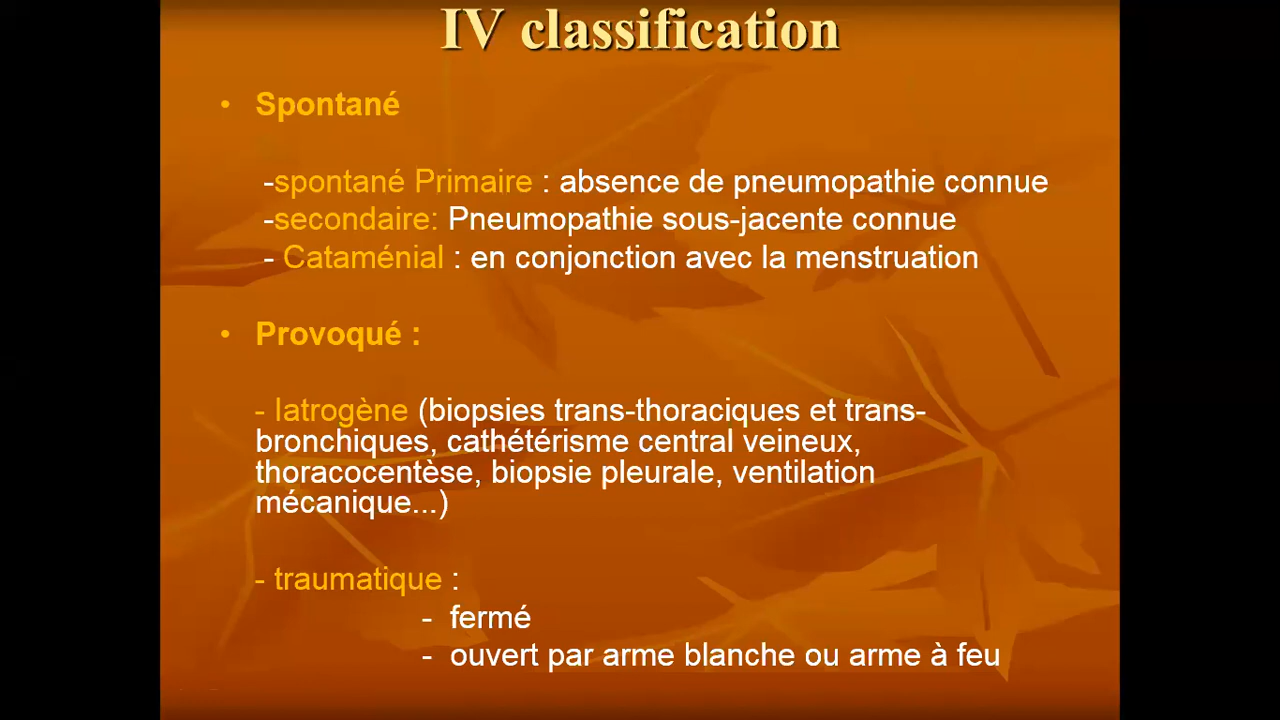 IV classification
• Spontané
-spontané Primaire : absence de pneumopathie connue
-secondaire: Pneumopathie sous-jacente connue
- Cataménial : en conjonction avec la menstruation
• Provoqué :
- Iatrogène (biopsies trans-thoraciques et trans-
bronchiques, cathétérisme central veineux,
thoracocentèse, biopsie pleurale, ventilation
mécanique...)
- traumatique :
- fermé
- ouvert par arme blanche ou arme à feu